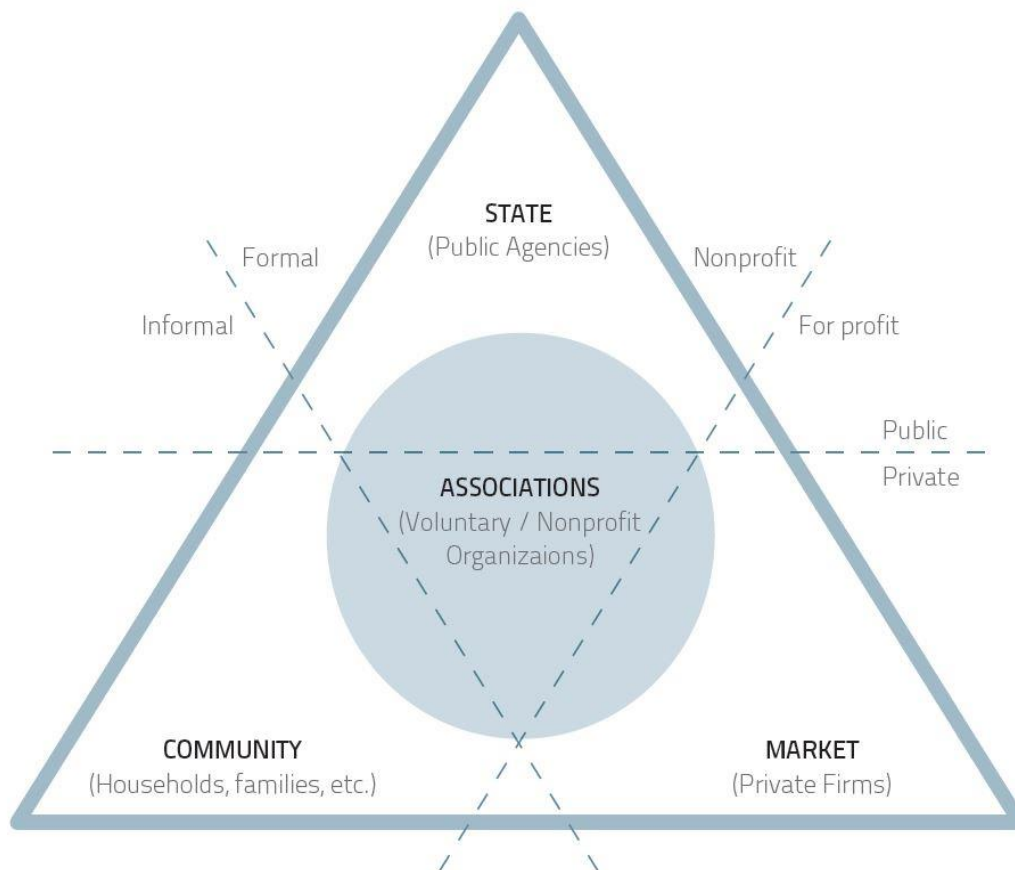 STATE
(Public Agencies)
Formal
Nonprofit
Informal
For profit
Public
Private
ASSOCIATIONS
(Voluntary / Nonprofit
Organizaions)
COMMUNITY
(Households, families, etc.)
MARKET
(Private Firms)